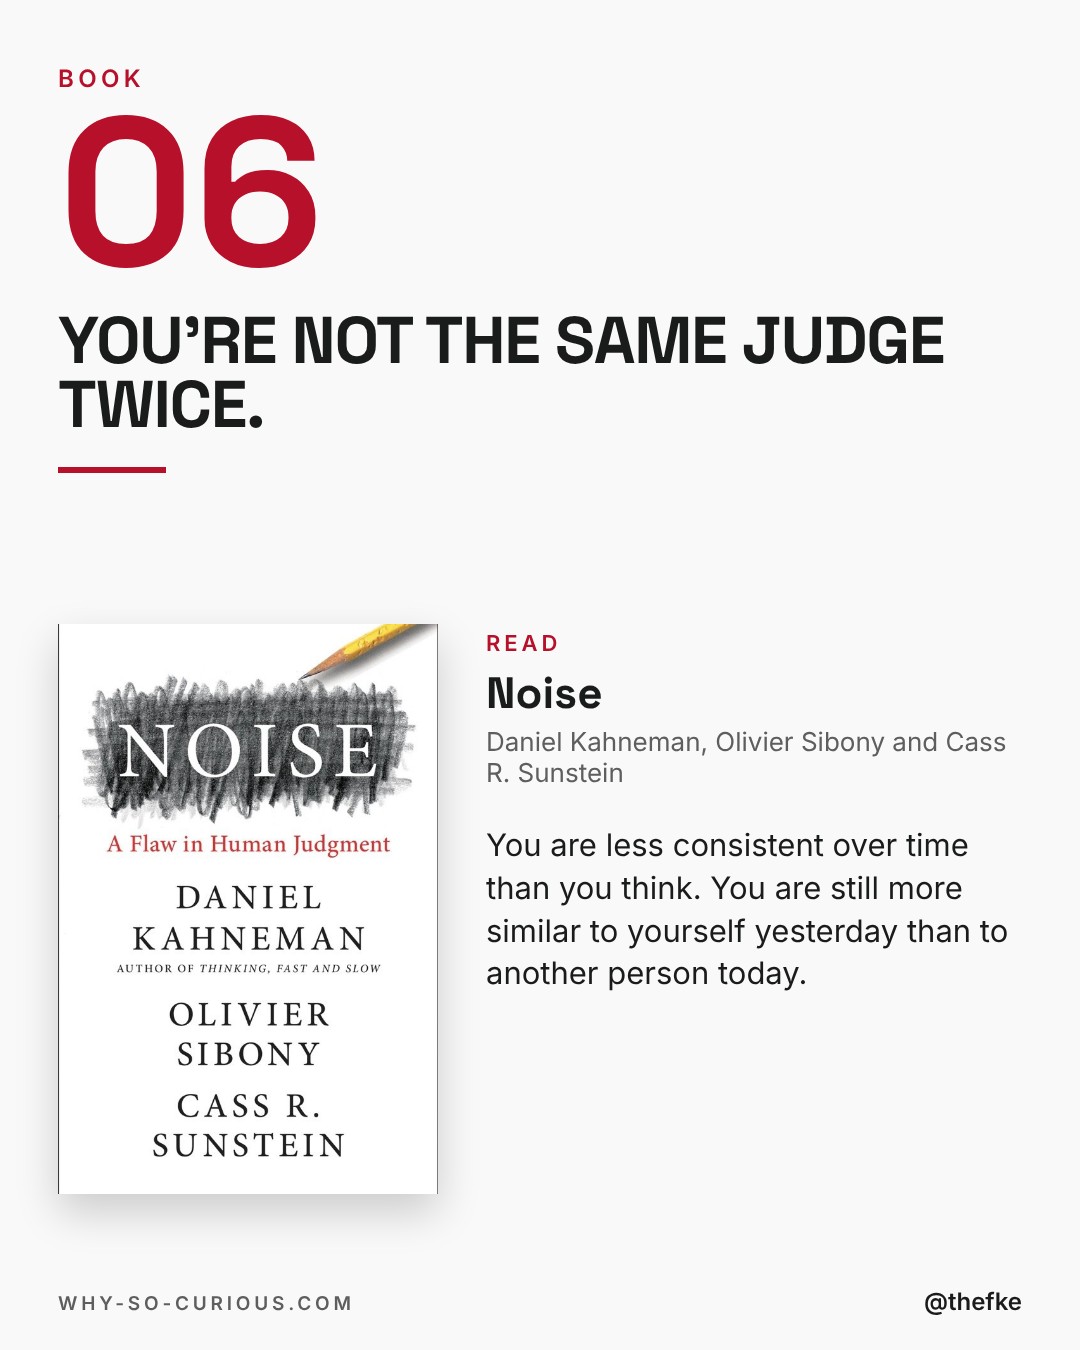 BOOK
06
YOU’RE NOT THE SAME JUDGE
TWICE.
NOISE
A Flaw in Human Judgment
DANIEL
KAHNEMAN
AUTHOR OF THINKING, FAST AND SLOW
OLIVIER
SIBONY
CASS R.
SUNSTEIN
READ
Noise
Daniel Kahneman, Olivier Sibony and Cass
R. Sunstein
You are less consistent over time
than you think. You are still more
similar to yourself yesterday than to
another person today.
WHY-SO-CURIOUS.COM
@thefke